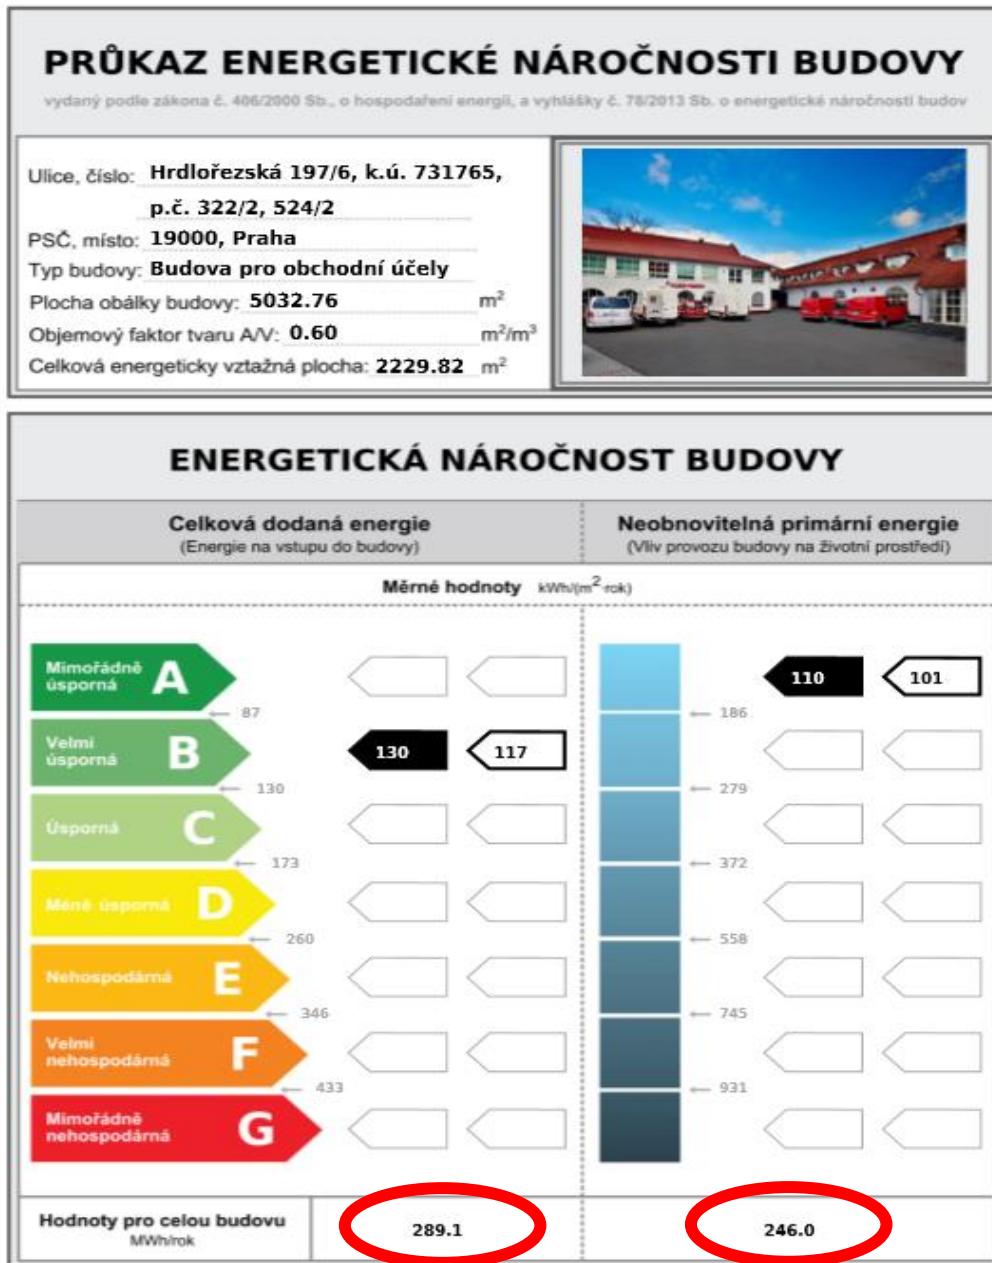 PRŮKAZ ENERGETICKÉ NÁROČNOSTI BUDOVY
vydaný podle zákona č. 406/2000 Sb., o hospodaření energií, a vyhlášky č. 78/2013 Sb. o energetické náročnosti budov
Ulice, číslo: Hrdlořezská 197/6, k.ú. 731765,
p.č. 322/2, 524/2
PSČ, místo: 19000, Praha
Typ budovy: Budova pro obchodní účely
Plocha obálky budovy: 5032.76 m²
Objemový faktor tvaru A/V: 0.60 m²/m³
Celková energeticky vztažná plocha: 2229.82 m²
ENERGETICKÁ NÁROČNOST BUDOVY
Celková dodaná energie
(Energie na vstupu do budovy)
Neobnovitelná primární energie
(Vliv provozu budovy na životní prostředí)
Měrné hodnoty kWh/(m²·rok)
Mimořádně
úsporná A
110 101
87 186
Velmi
úsporná B 130 117
130 279
Úsporná C
173 372
Méně úsporná D
260 558
Nehospodárná E
346 745
Velmi
nehospodárná F
433 931
Mimořádně
nehospodárná G
Hodnoty pro celou budovu
MWh/rok
289.1 246.0